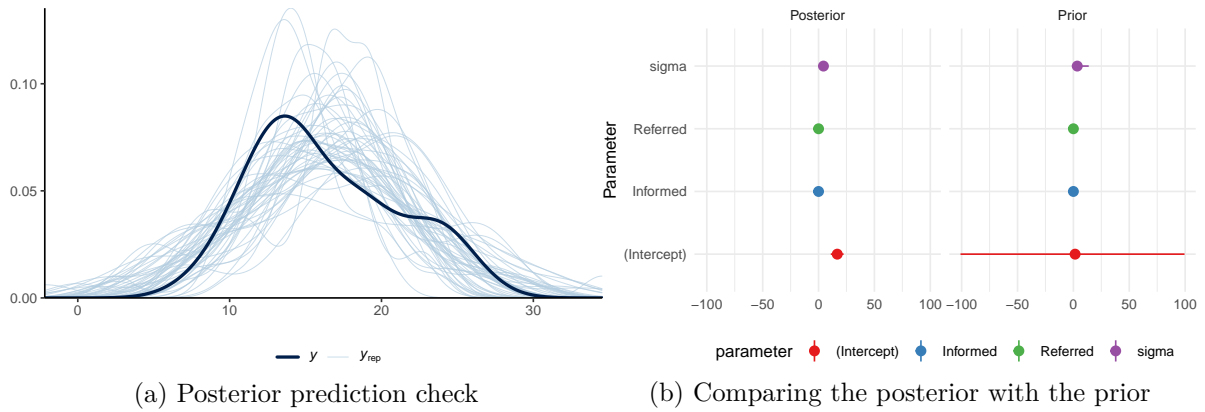 0.10
0.05
0.00
0 10 20 30
y y rep
(a) Posterior prediction check
Posterior Prior
Parameter
sigma
Referred
Informed
(Intercept)
−100 −50 0 50 100 −100 −50 0 50 100
parameter (Intercept) Informed Referred sigma
(b) Comparing the posterior with the prior